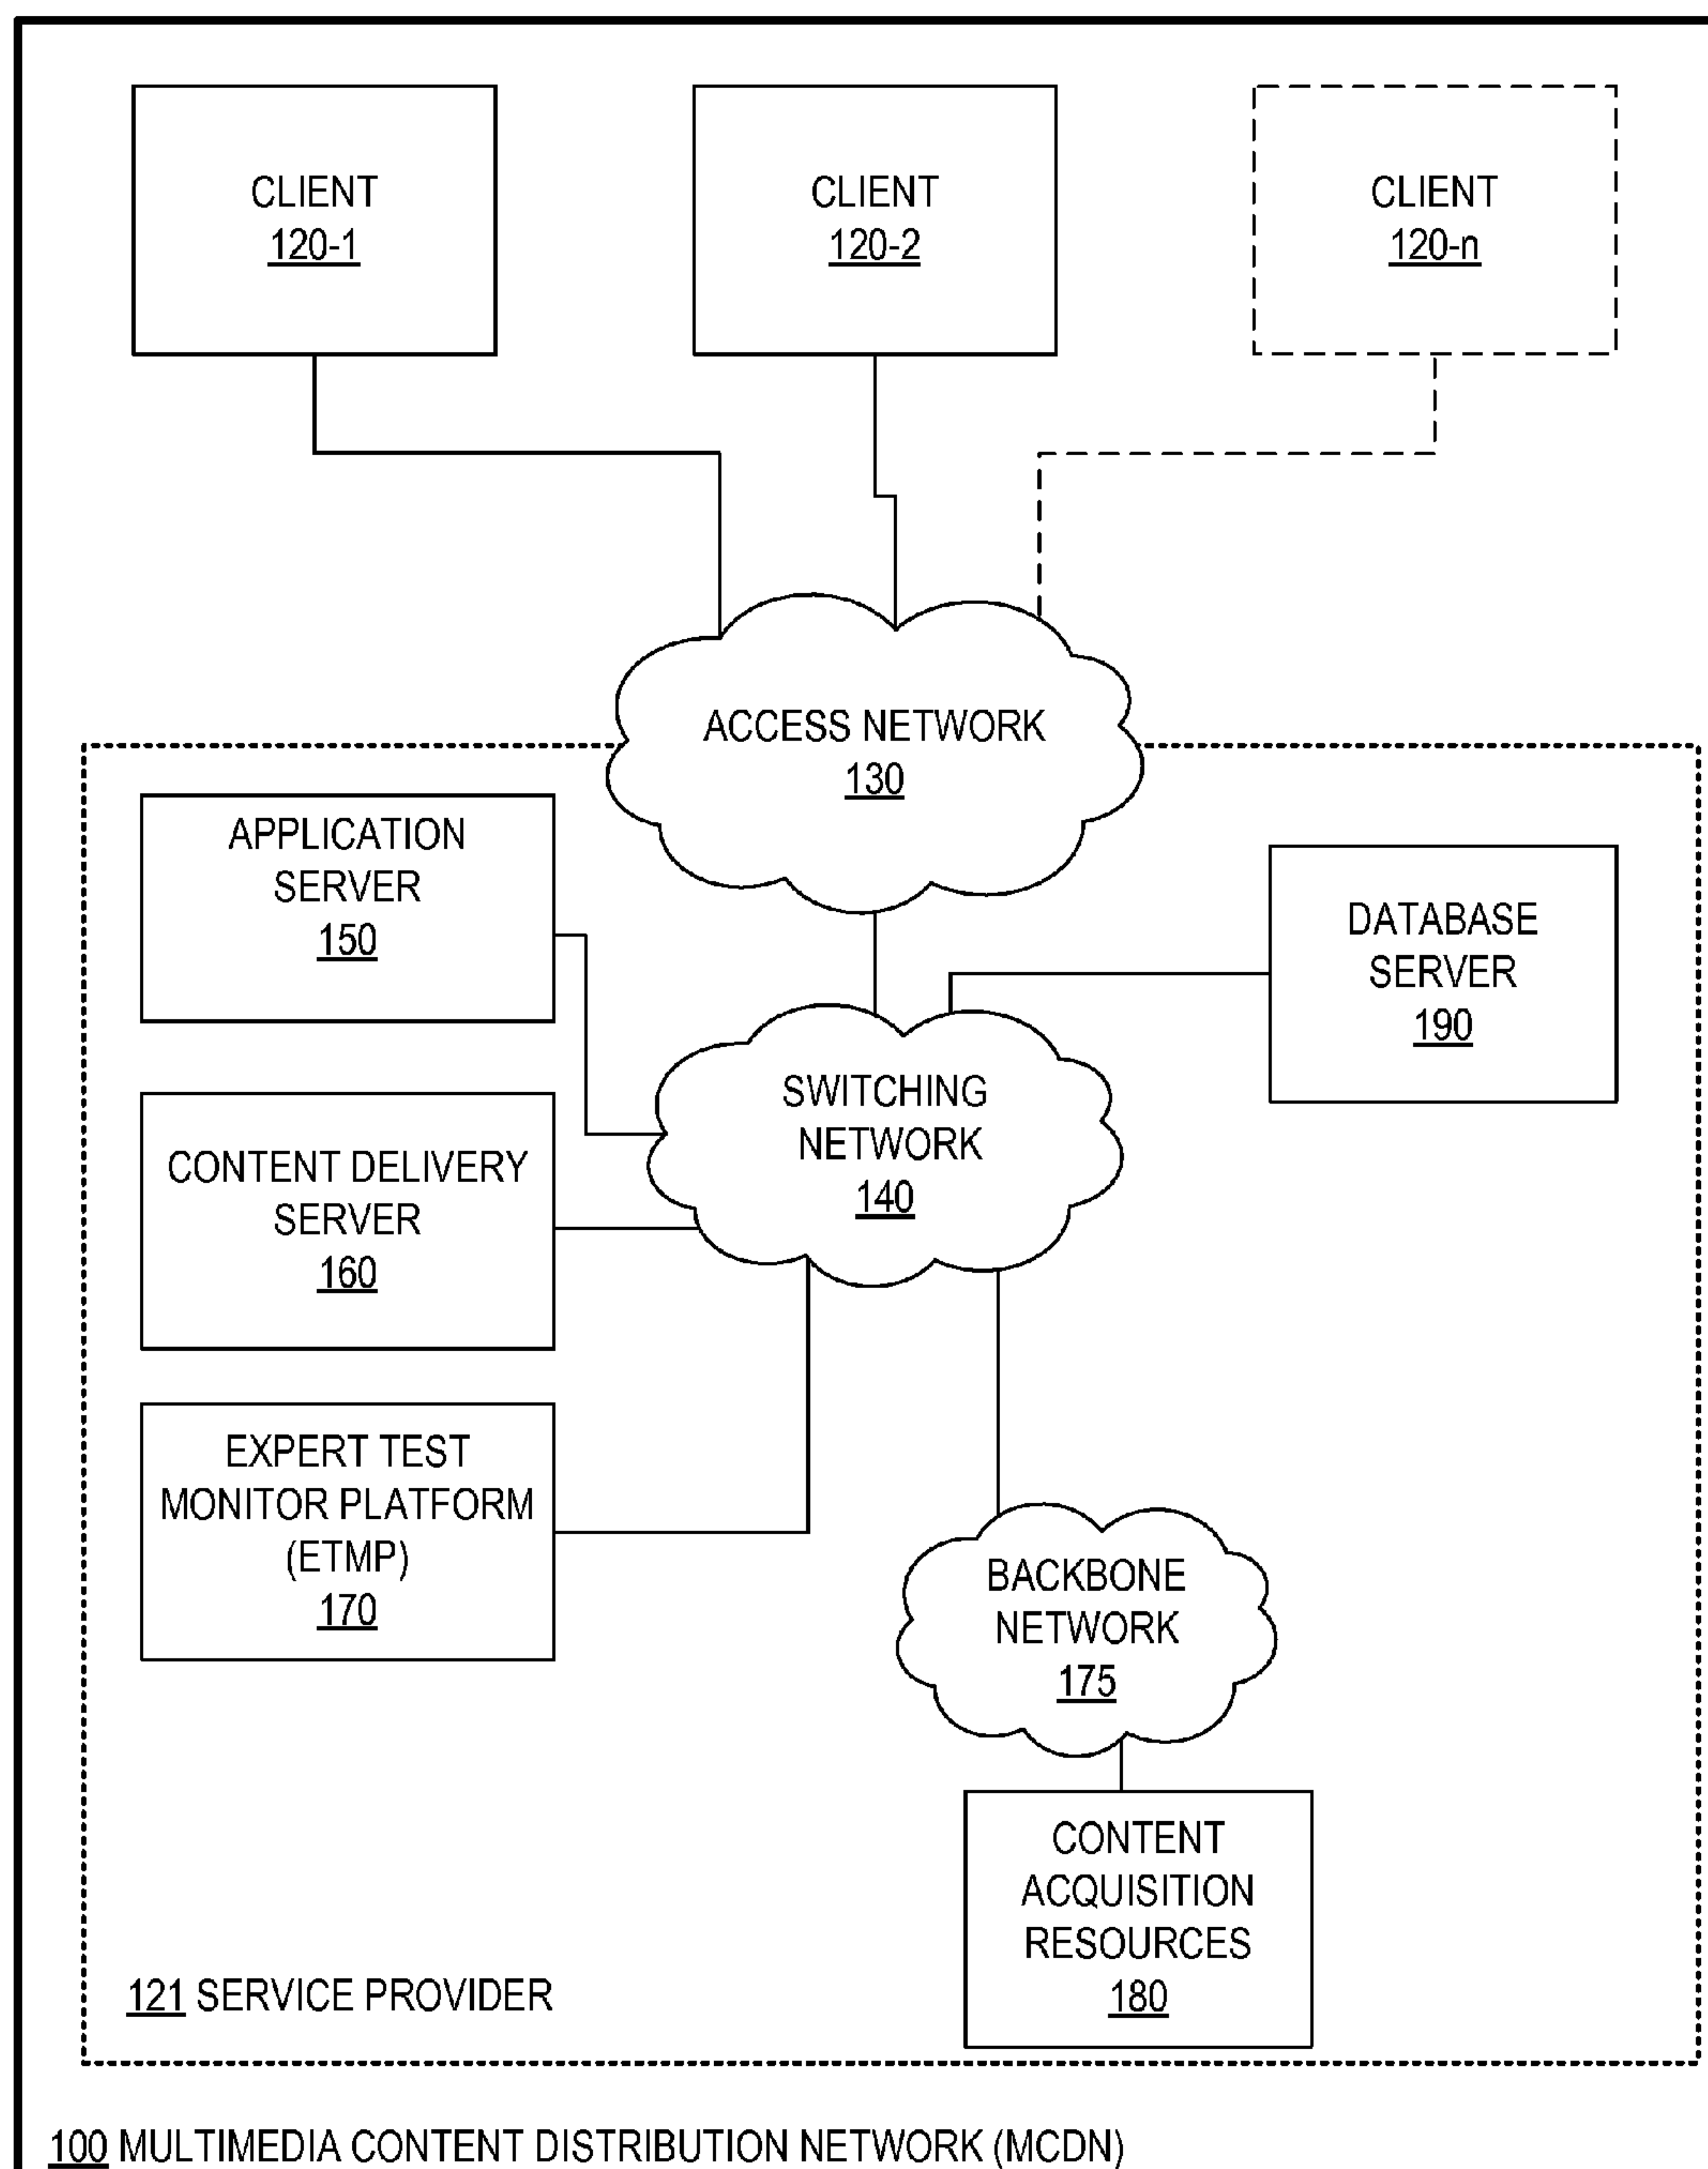 CLIENT
120-1
CLIENT
120-2
CLIENT
120-n
ACCESS NETWORK
130
APPLICATION
SERVER
150
DATABASE
SERVER
190
SWITCHING
NETWORK
140
CONTENT DELIVERY
SERVER
160
EXPERT TEST
MONITOR PLATFORM
(ETMP)
170
BACKBONE
NETWORK
175
CONTENT
ACQUISITION
RESOURCES
180
121 SERVICE PROVIDER
100 MULTIMEDIA CONTENT DISTRIBUTION NETWORK (MCDN)